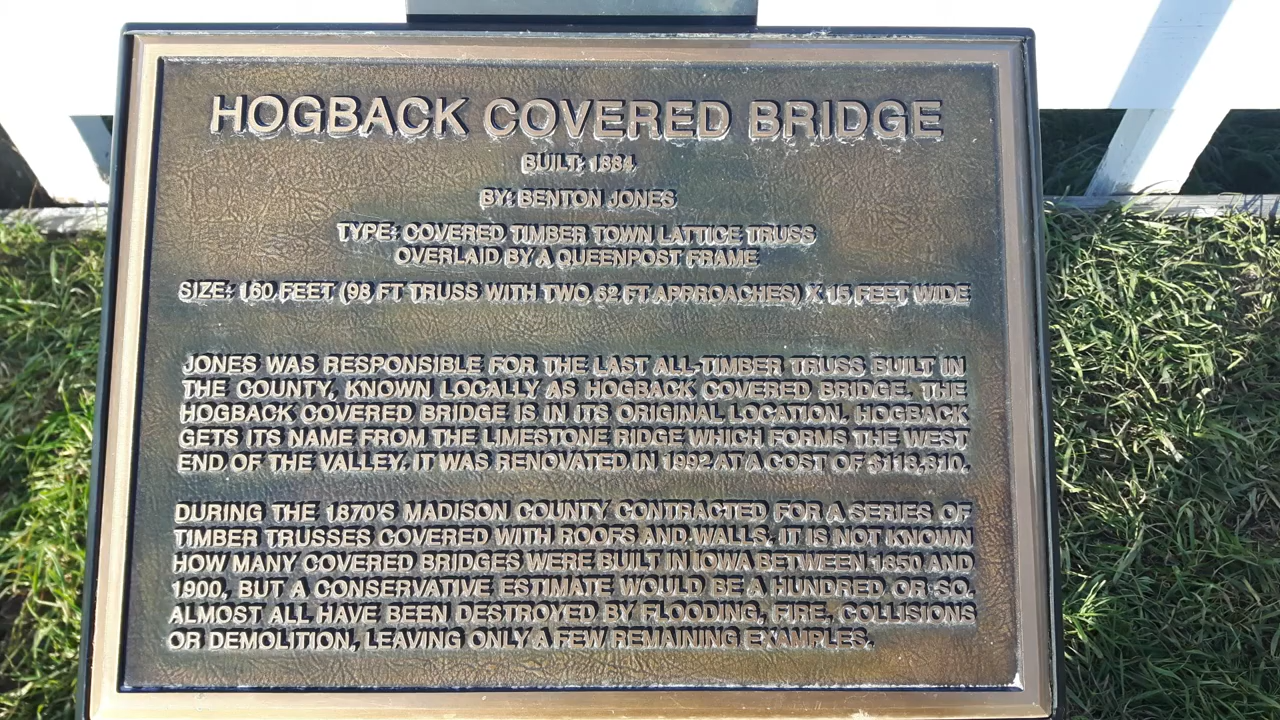 HOGBACK COVERED BRIDGE
BUILT: 1884
BY: BENTON JONES
TYPE: COVERED TIMBER TOWN LATTICE TRUSS
OVERLAID BY A QUEENPOST FRAME
SIZE: 160 FEET (98 FT TRUSS WITH TWO 62 FT APPROACHES) X 15 FEET WIDE
JONES WAS RESPONSIBLE FOR THE LAST ALL-TIMBER TRUSS BUILT IN
THE COUNTY, KNOWN LOCALLY AS HOGBACK COVERED BRIDGE. THE
HOGBACK COVERED BRIDGE IS IN ITS ORIGINAL LOCATION. HOGBACK
GETS ITS NAME FROM THE LIMESTONE RIDGE WHICH FORMS THE WEST
END OF THE VALLEY. IT WAS RENOVATED IN 1992 AT A COST OF $118,810.
DURING THE 1870'S MADISON COUNTY CONTRACTED FOR A SERIES OF
TIMBER TRUSSES COVERED WITH ROOFS AND WALLS. IT IS NOT KNOWN
HOW MANY COVERED BRIDGES WERE BUILT IN IOWA BETWEEN 1850 AND
1900, BUT A CONSERVATIVE ESTIMATE WOULD BE A HUNDRED OR SO.
ALMOST ALL HAVE BEEN DESTROYED BY FLOODING, FIRE, COLLISIONS
OR DEMOLITION, LEAVING ONLY A FEW REMAINING EXAMPLES.